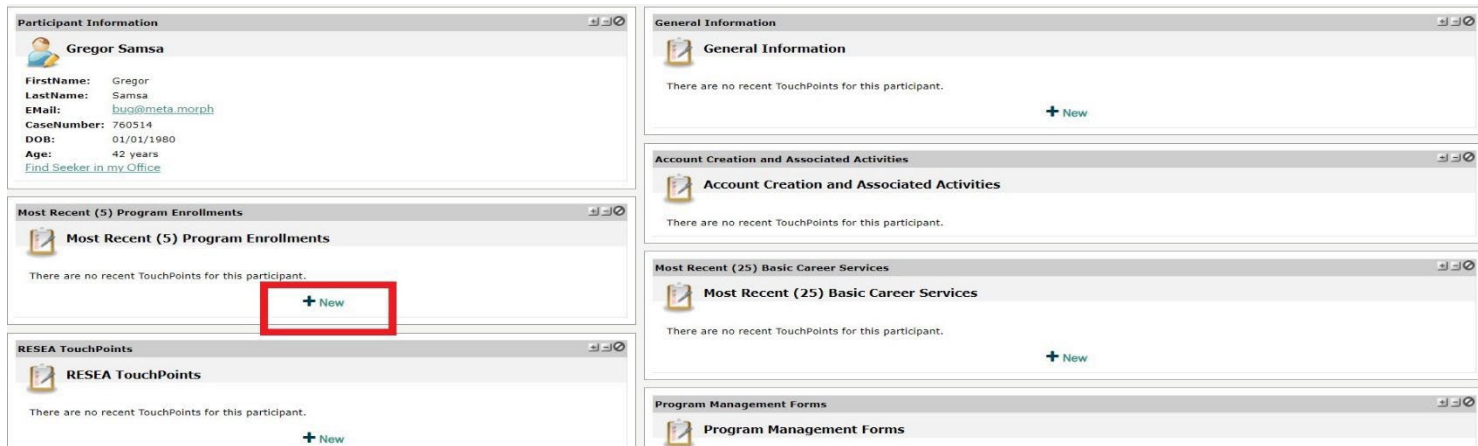 Participant Information
Gregor Samsa
FirstName: Gregor
LastName: Samsa
EMail: bug@meta.morph
CaseNumber: 760514
DOB: 01/01/1980
Age: 42 years
Find Seeker in my Office
Most Recent (5) Program Enrollments
Most Recent (5) Program Enrollments
There are no recent TouchPoints for this participant.
+ New
RESEA TouchPoints
RESEA TouchPoints
There are no recent TouchPoints for this participant.
+ New
General Information
General Information
There are no recent TouchPoints for this participant.
+ New
Account Creation and Associated Activities
Account Creation and Associated Activities
There are no recent TouchPoints for this participant.
Most Recent (25) Basic Career Services
Most Recent (25) Basic Career Services
There are no recent TouchPoints for this participant.
+ New
Program Management Forms
Program Management Forms